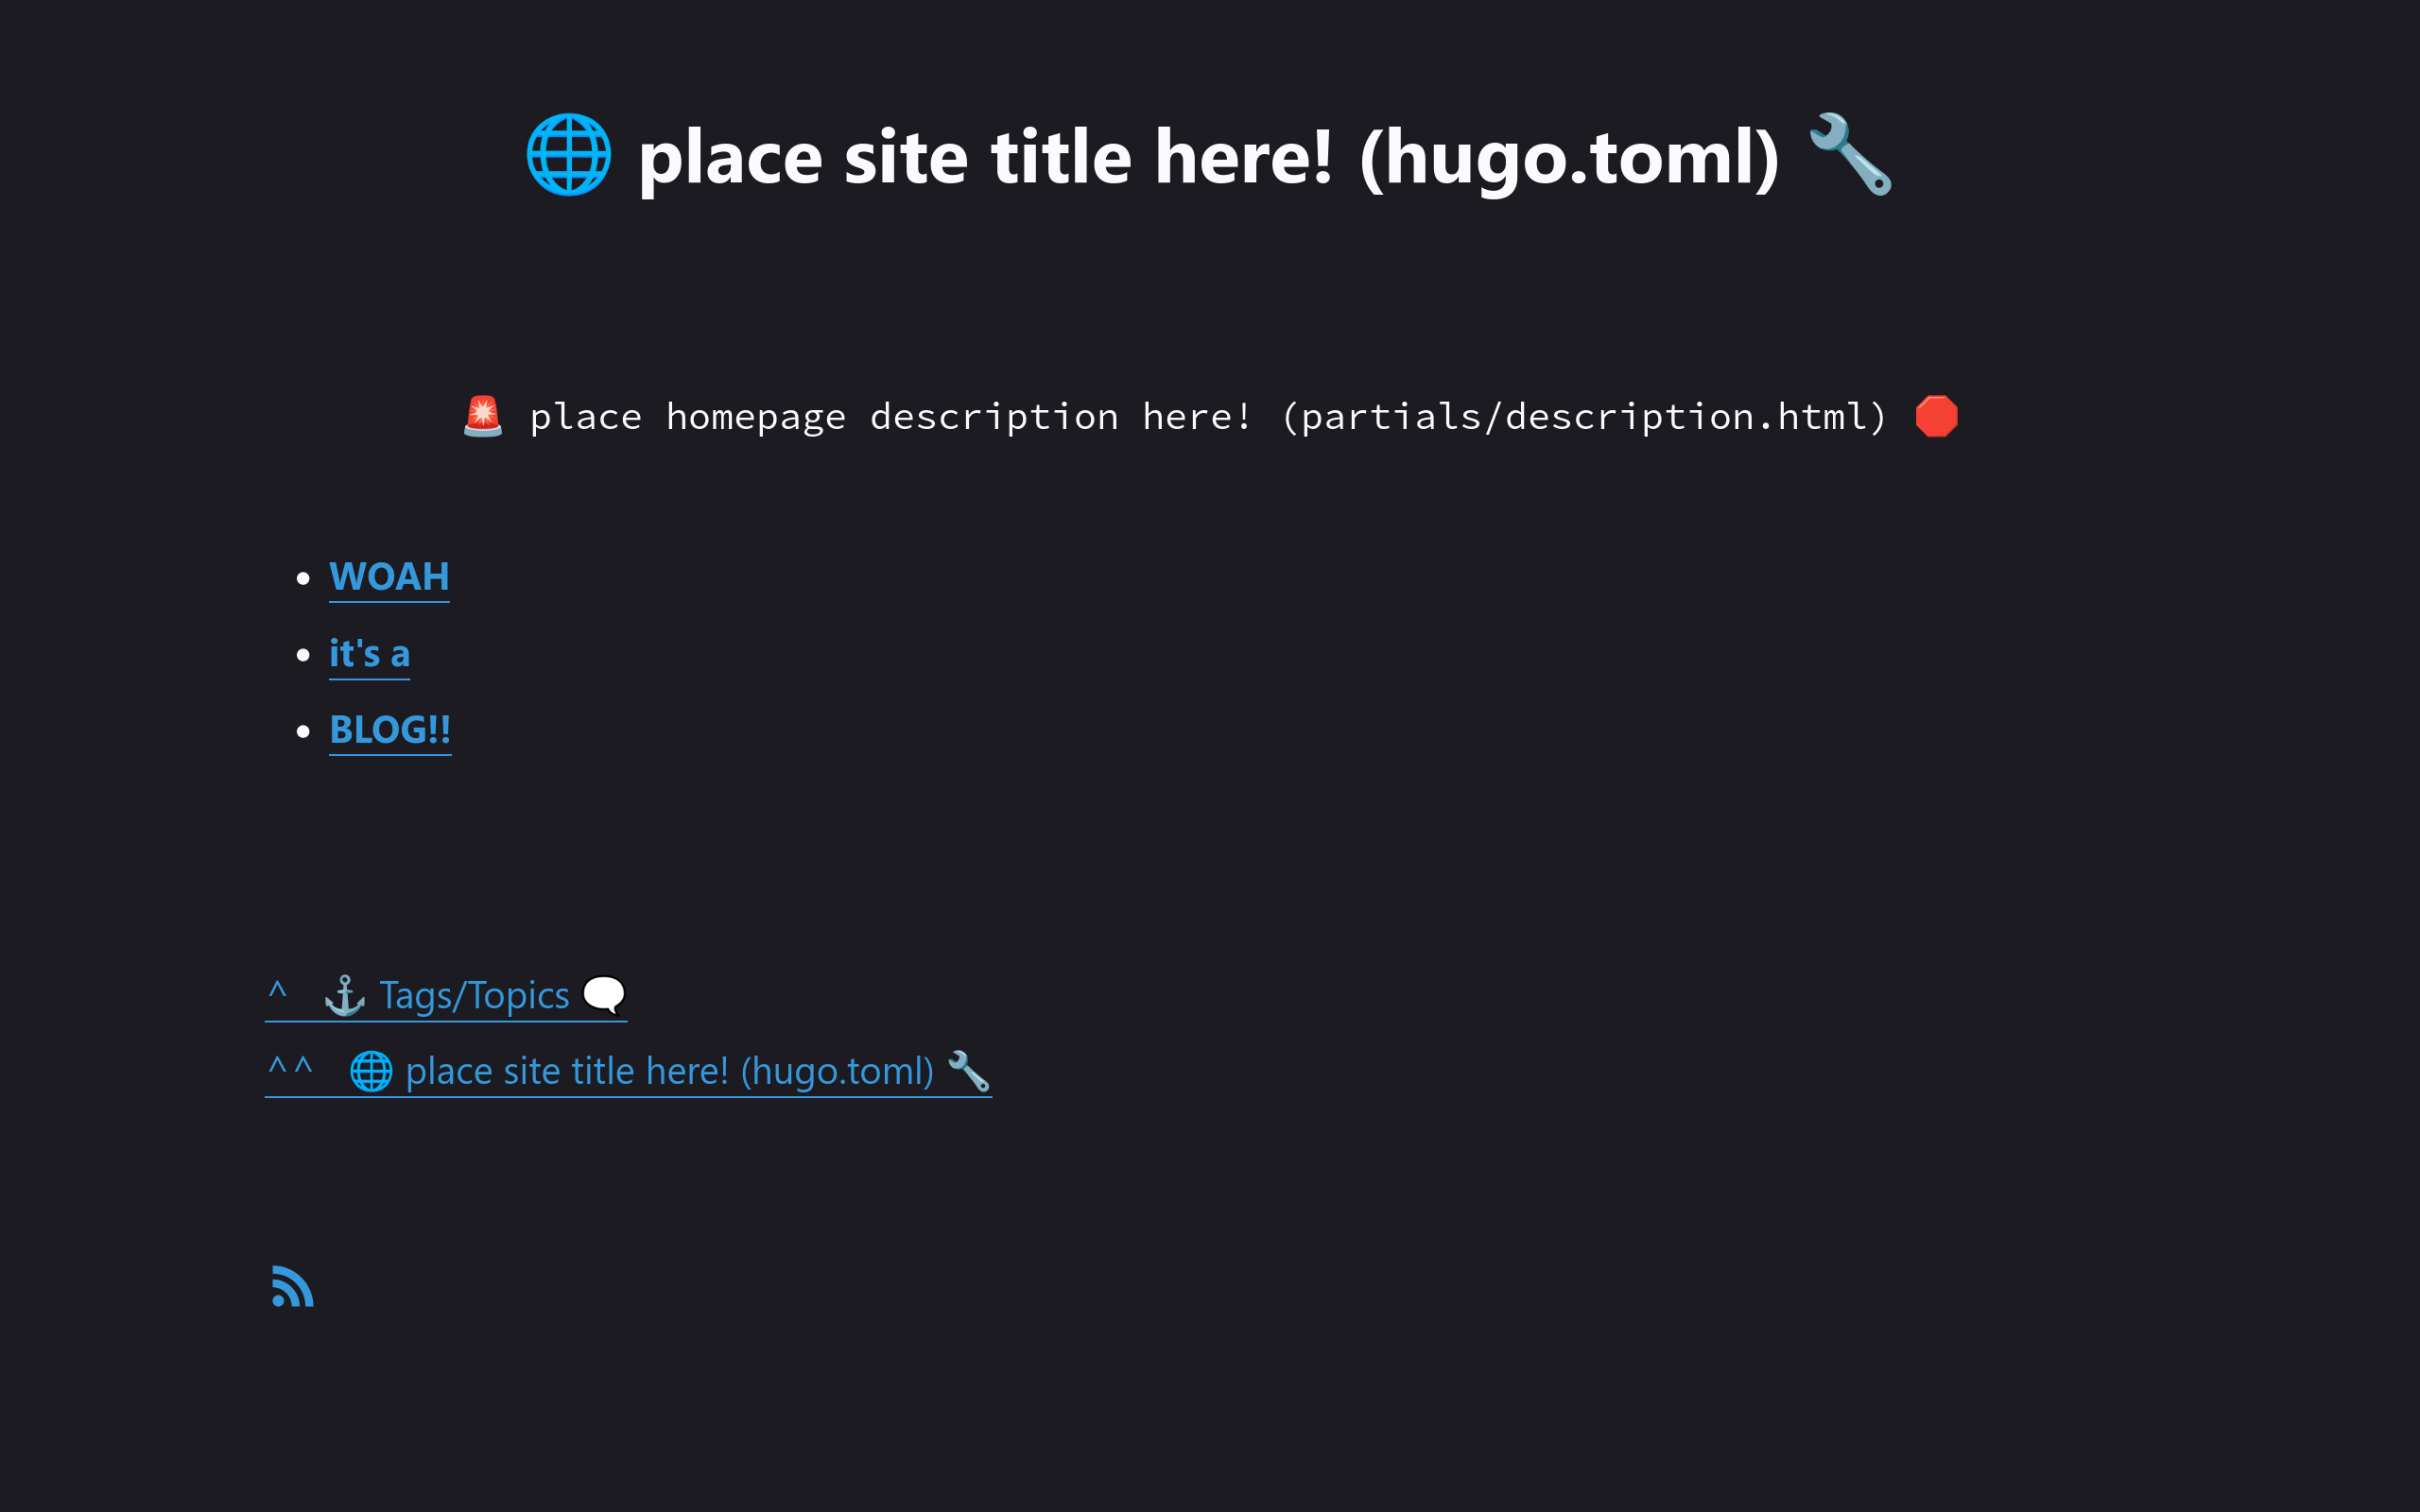 🌐 place site title here! (hugo.toml) 🔧
🚨 place homepage description here! (partials/description.html) 🛑
• WOAH
• it's a
• BLOG!!
^ ⚓ Tags/Topics 🗨️
^^ 🌐 place site title here! (hugo.toml) 🔧